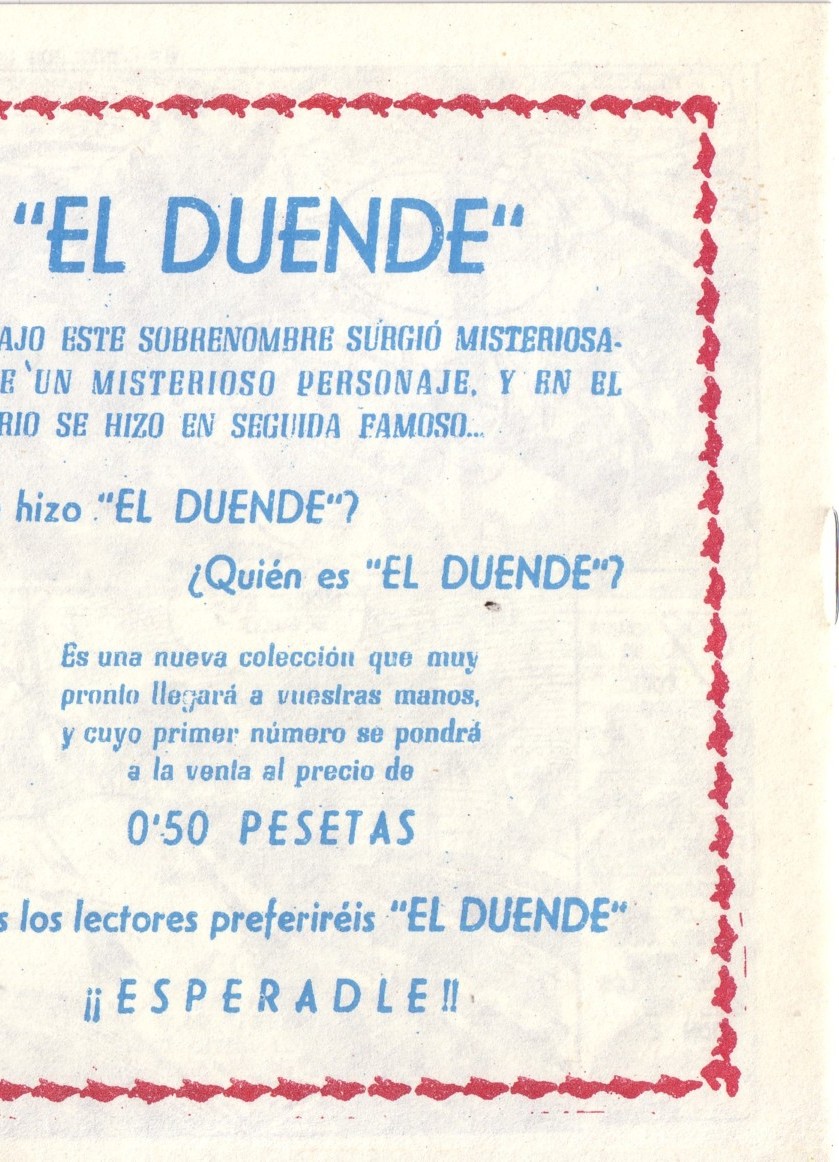 "EL DUENDE"
AJO ESTE SOBRENOMBRE SURGIÓ MISTERIOSA-
E UN MISTERIOSO PERSONAJE, Y EN EL
RIO SE HIZO EN SEGUIDA FAMOSO...
hizo "EL DUENDE"?
¿Quién es "EL DUENDE"?
Es una nueva colección que muy
pronto llegará a vuestras manos,
y cuyo primer número se pondrá
a la venta al precio de
0'50 PESETAS
s los lectores preferiréis "EL DUENDE"
¡¡ESPERADLE!!